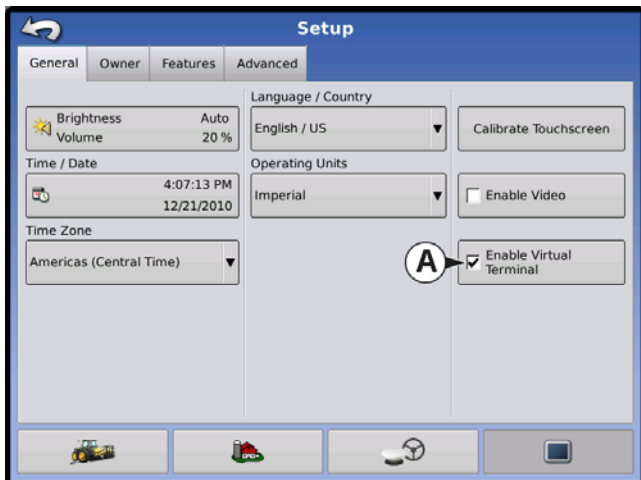 Setup
General Owner Features Advanced
Brightness Auto
Volume 20 %
Time / Date
4:07:13 PM
12/21/2010
Time Zone
Americas (Central Time)
Language / Country
English / US
Operating Units
Imperial
Calibrate Touchscreen
Enable Video
A
Enable Virtual
Terminal